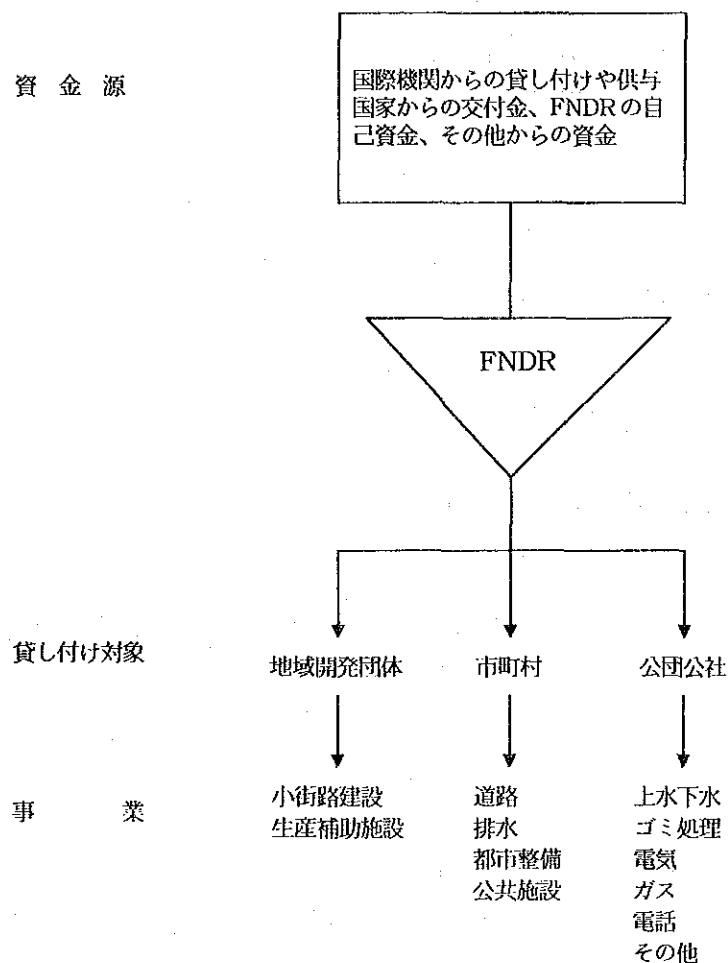 資金源
国際機関からの貸し付けや供与
国家からの交付金、FNDRの自
己資金、その他からの資金
FNDR
貸し付け対象
地域開発団体
市町村
公団公社
事業
小街路建設
生産補助施設
道路
排水
都市整備
公共施設
上水下水
ゴミ処理
電気
ガス
電話
その他